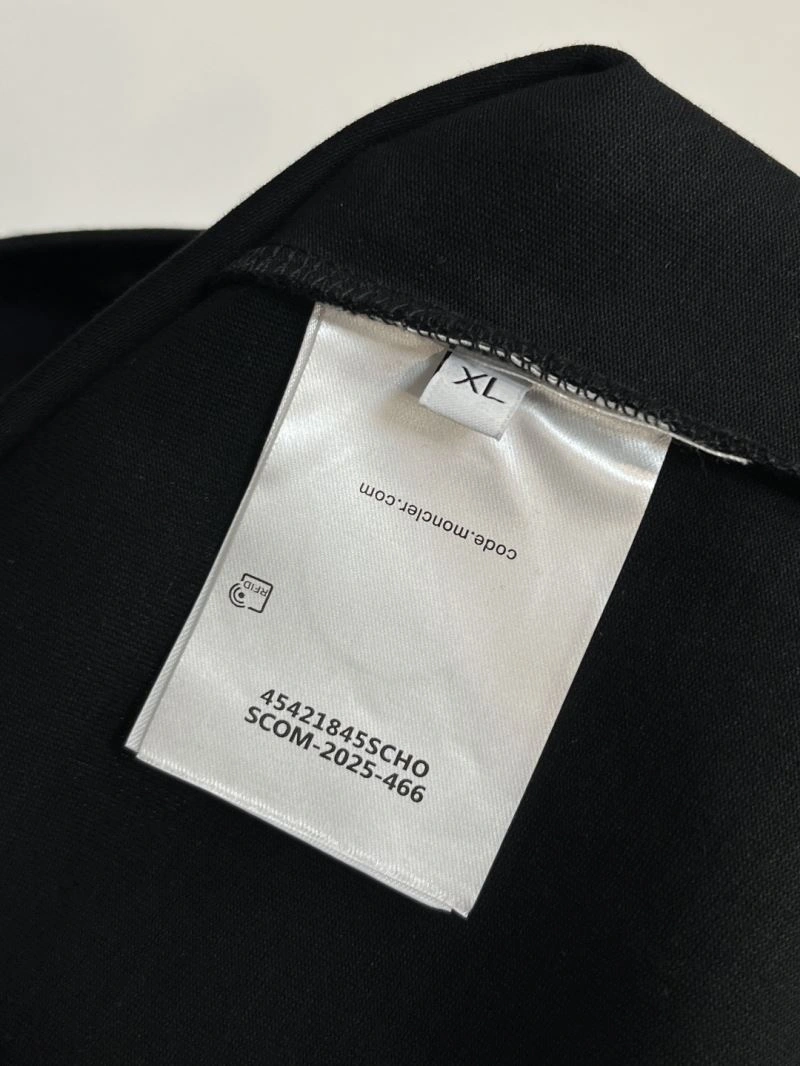 XL
code.moncler.com
RFID
45421845SCHO
SCOM-2025-466